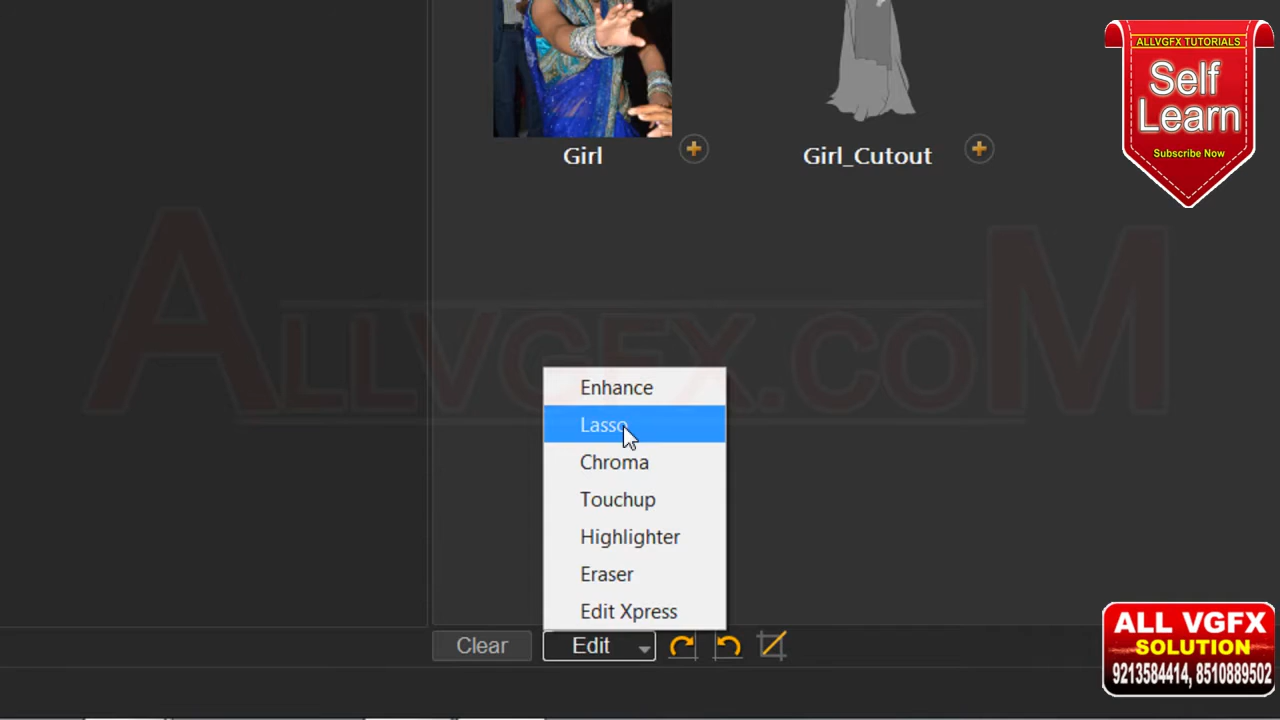 ALLVGFX TUTORIALS
Self
Learn
Subscribe Now
Girl
Girl_Cutout
ALLVGFX.COM
Enhance
Lasso
Chroma
Touchup
Highlighter
Eraser
Edit Xpress
Clear
Edit
ALL VGFX
SOLUTION
9213584414, 8510889502